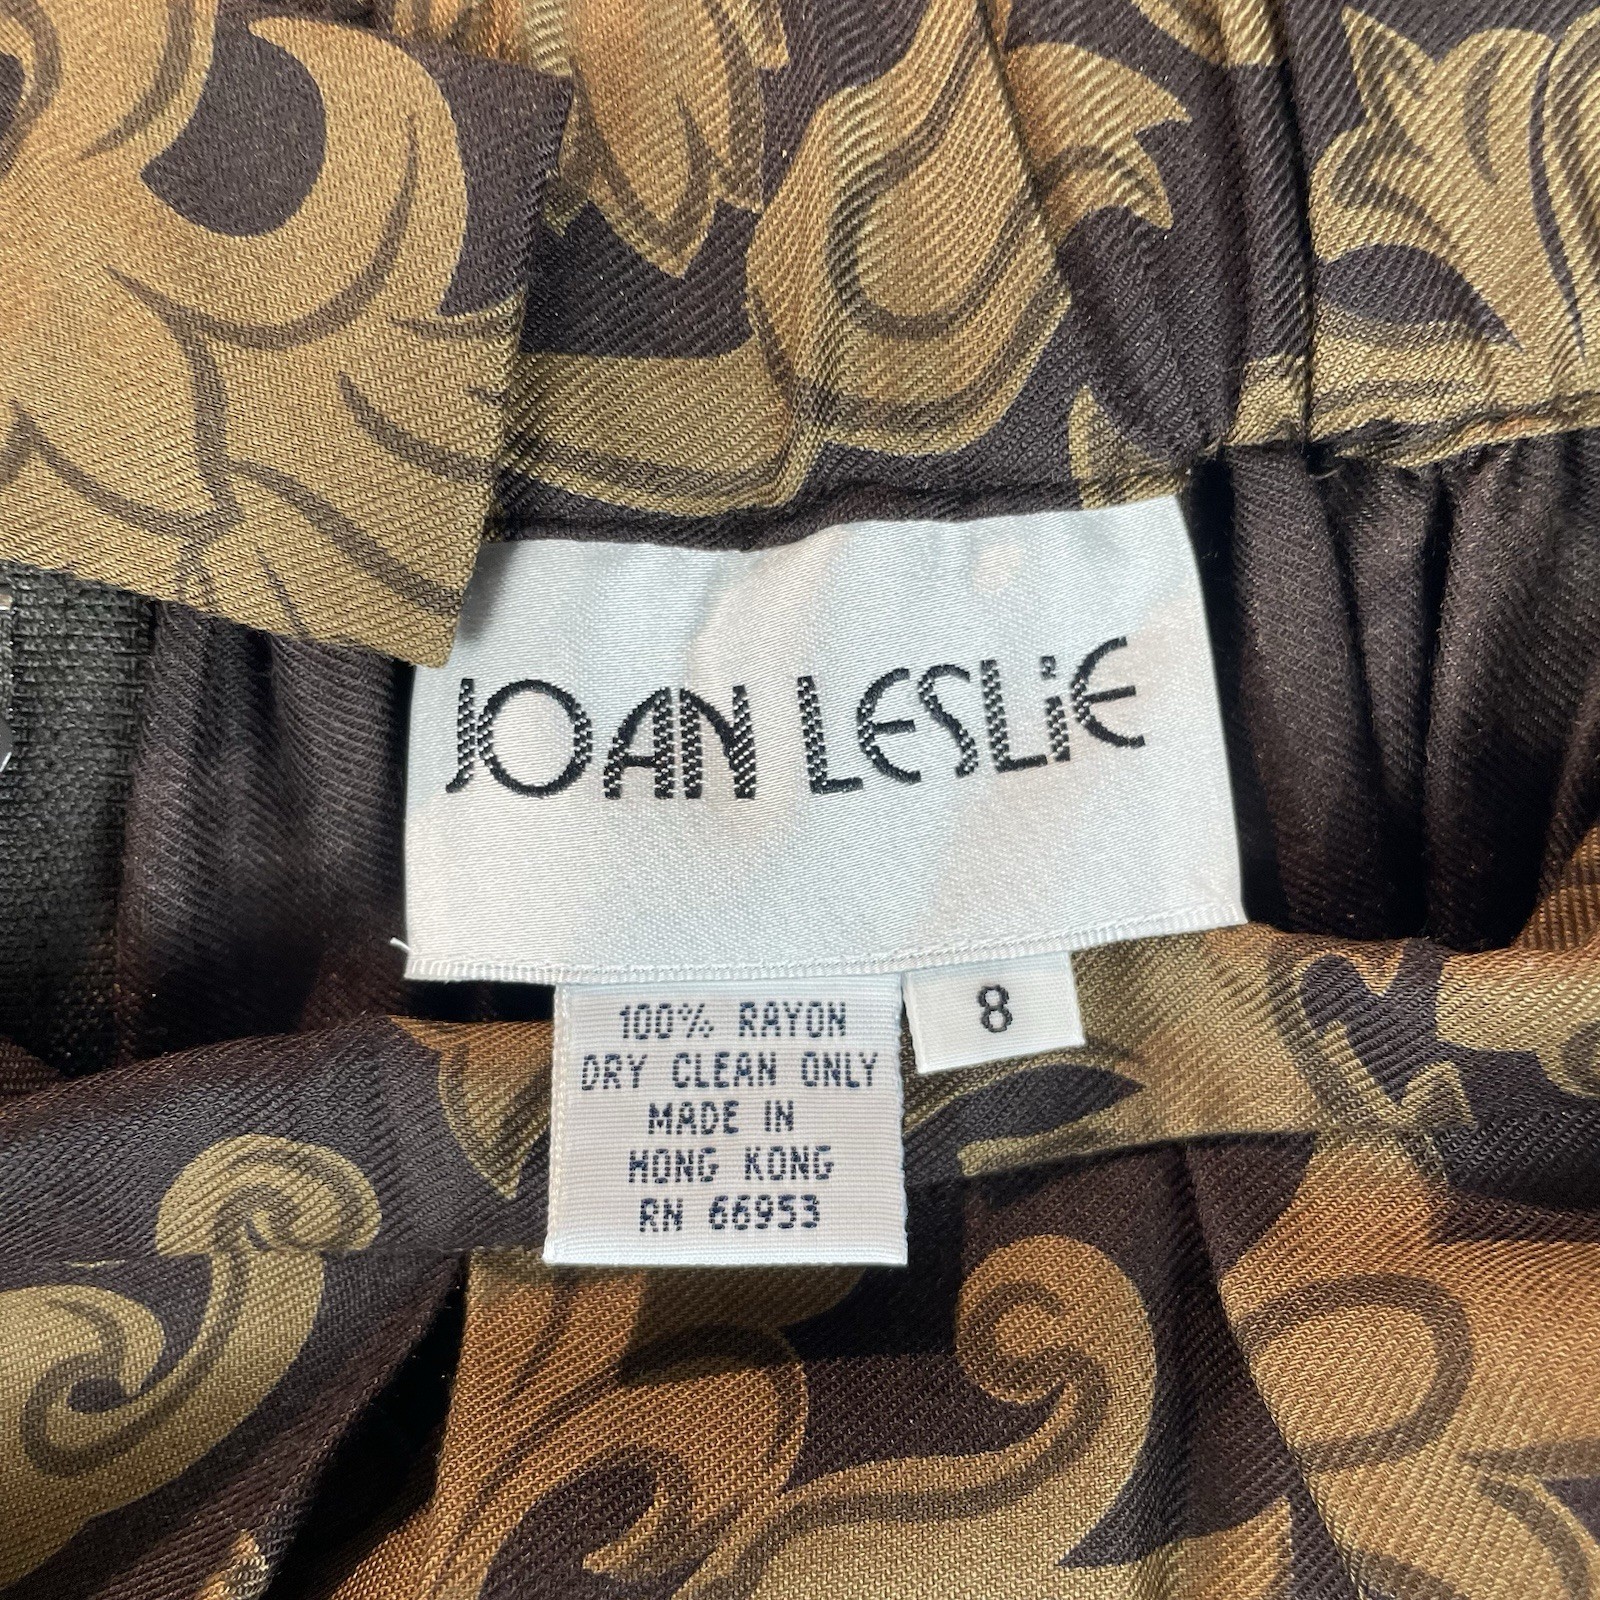 JOAN LESLiE
8
100% RAYON
DRY CLEAN ONLY
MADE IN
HONG KONG
RN 66953